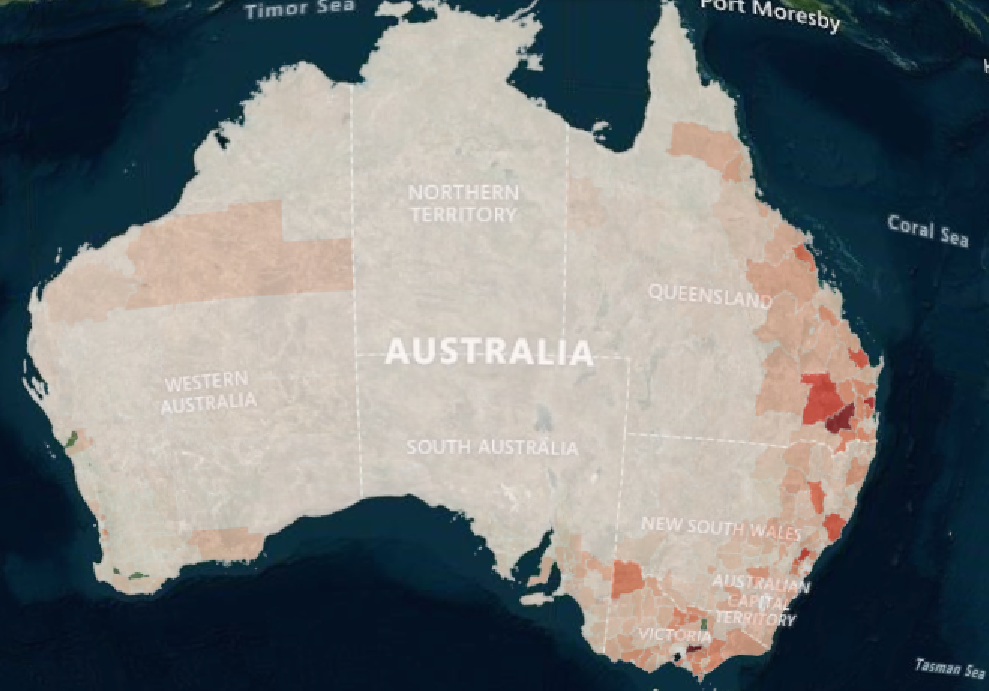 Timor Sea
Port Moresby
NORTHERN
TERRITORY
Coral Sea
QUEENSLAND
AUSTRALIA
WESTERN
AUSTRALIA
SOUTH AUSTRALIA
NEW SOUTH WALES
AUSTRALIAN
CAPITAL
TERRITORY
VICTORIA
Tasman Sea